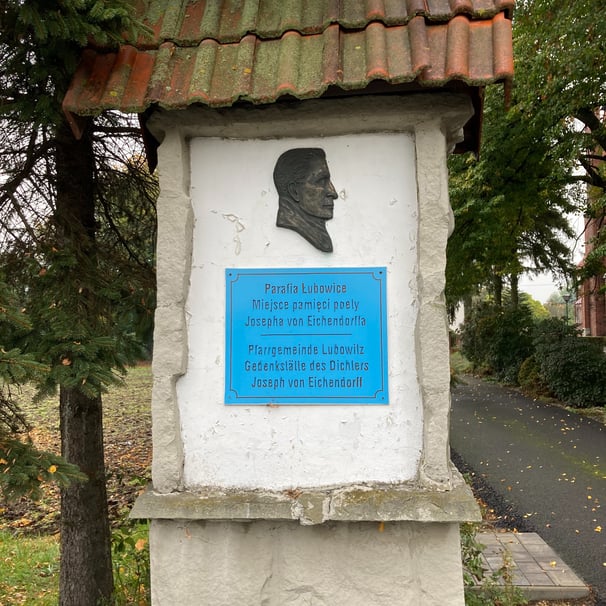 Parafia Łubowice
Miejsce pamięci poety
Josepha von Eichendorffa
Pfarrgemeinde Lubowitz
Gedenkstätte des Dichters
Joseph von Eichendorff